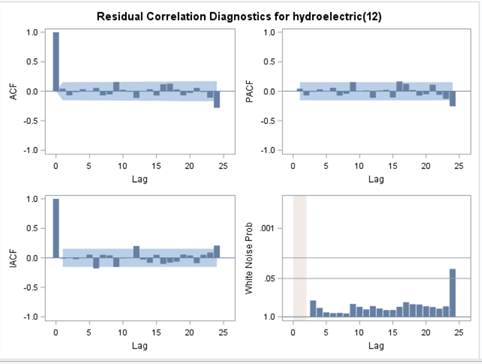 Residual Correlation Diagnostics for hydroelectric(12)
1.0
0.5
0.0
-0.5
-1.0
ACF
0 5 10 15 20 25
Lag
1.0
0.5
0.0
-0.5
-1.0
PACF
0 5 10 15 20 25
Lag
1.0
0.5
0.0
-0.5
-1.0
IACF
0 5 10 15 20 25
Lag
.001
.05
1.0
White Noise Prob
0 5 10 15 20 25
Lag